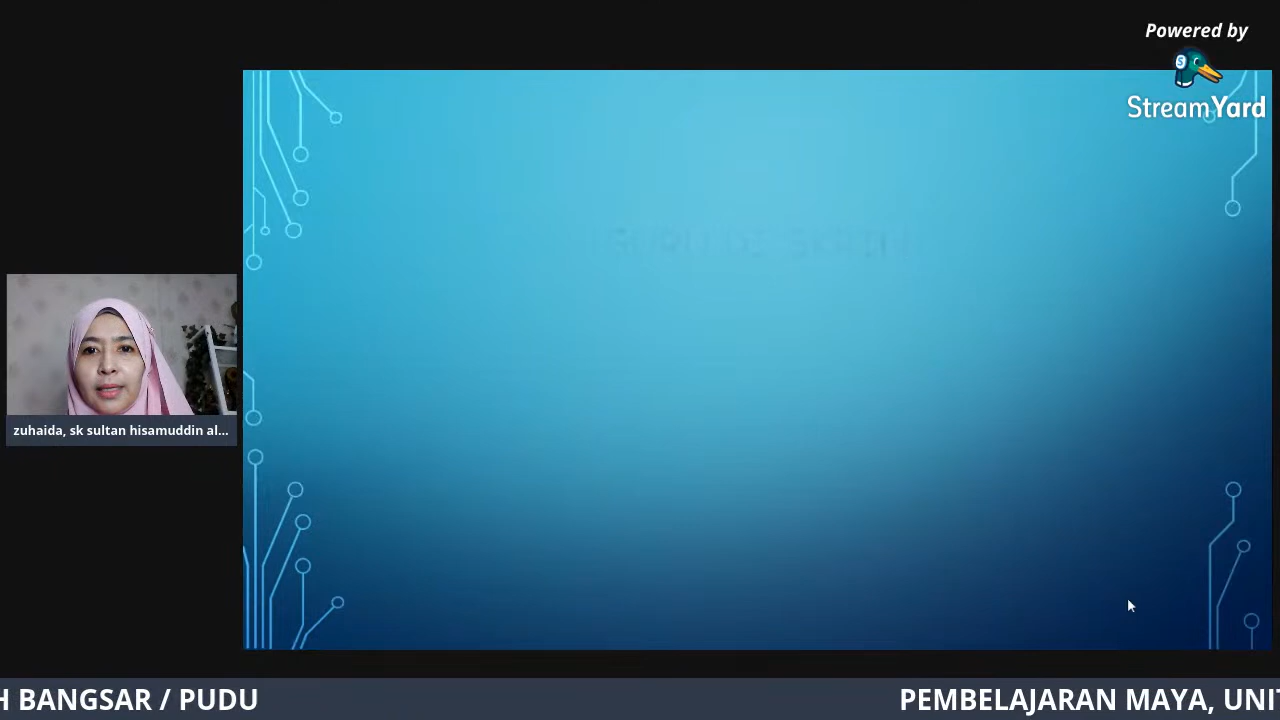 Powered by
StreamYard
zuhaida, sk sultan hisamuddin al...
H BANGSAR / PUDU
PEMBELAJARAN MAYA, UNIT